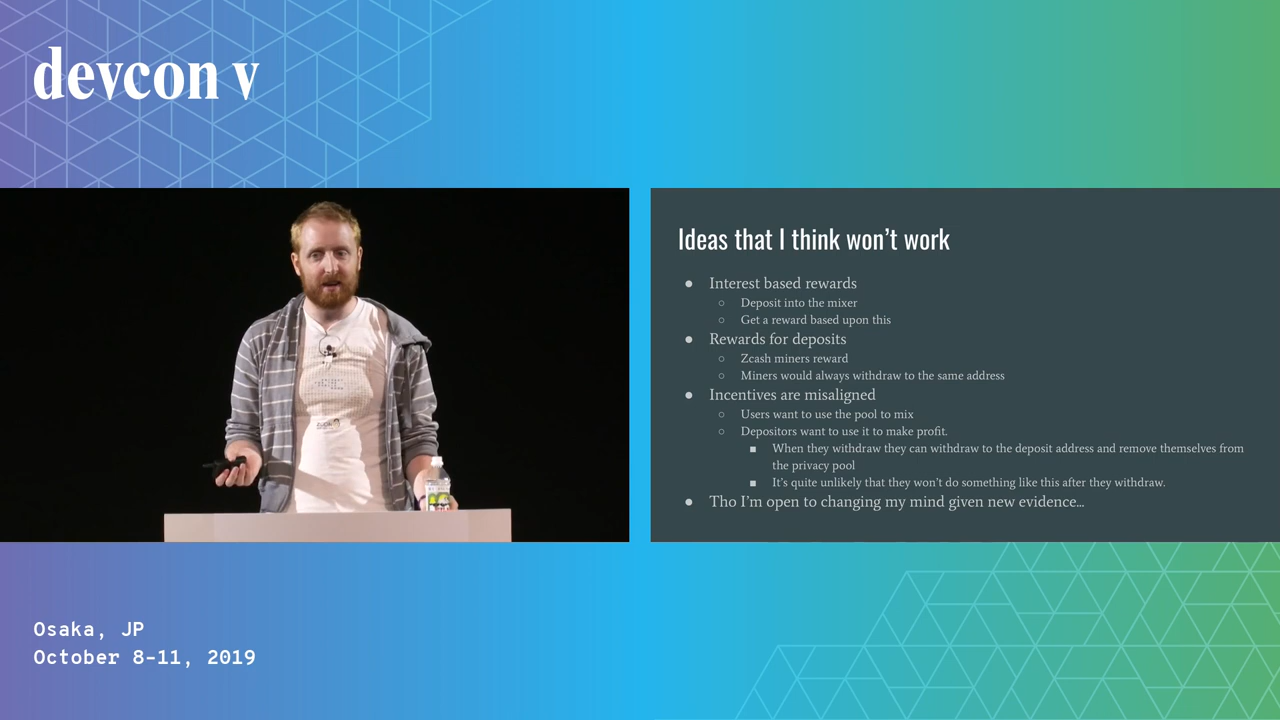 devcon v
Ideas that I think won't work
● Interest based rewards
○ Deposit into the mixer
○ Get a reward based upon this
● Rewards for deposits
○ Zcash miners reward
○ Miners would always withdraw to the same address
● Incentives are misaligned
○ Users want to use the pool to mix
○ Depositors want to use it to make profit.
■ When they withdraw they can withdraw to the deposit address and remove themselves from
the privacy pool
■ It's quite unlikely that they won't do something like this after they withdraw.
● Tho I'm open to changing my mind given new evidence...
Osaka, JP
October 8-11, 2019